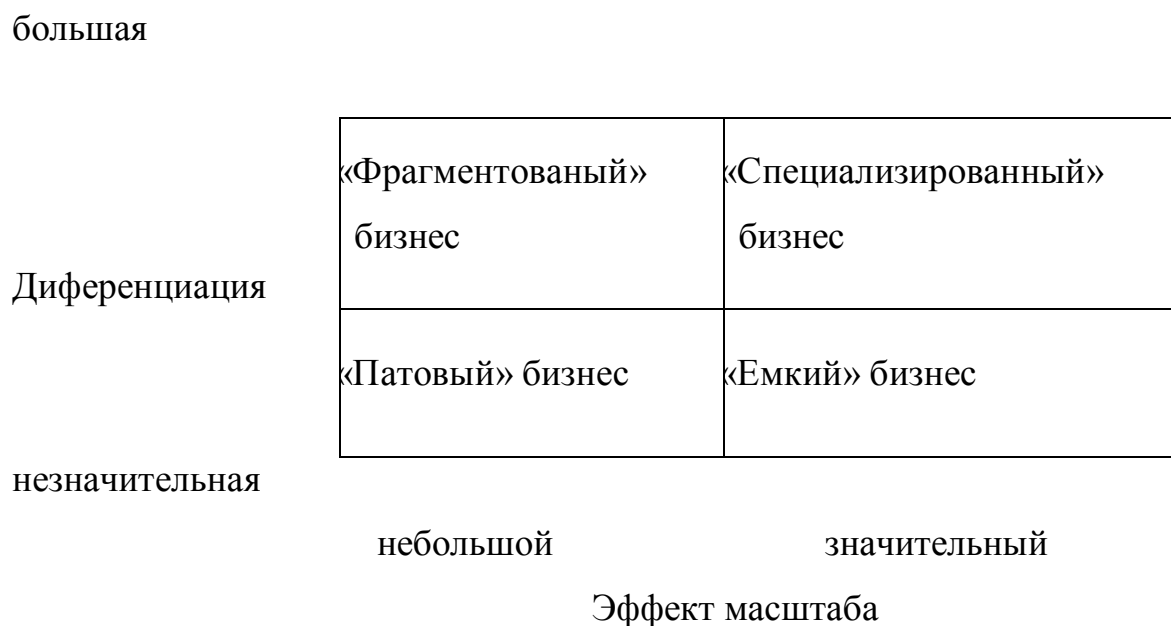 большая
«Фрагментованый» «Специализированный»
бизнес бизнес
Диференциация
«Патовый» бизнес «Емкий» бизнес
незначительная
небольшой значительный
Эффект масштаба